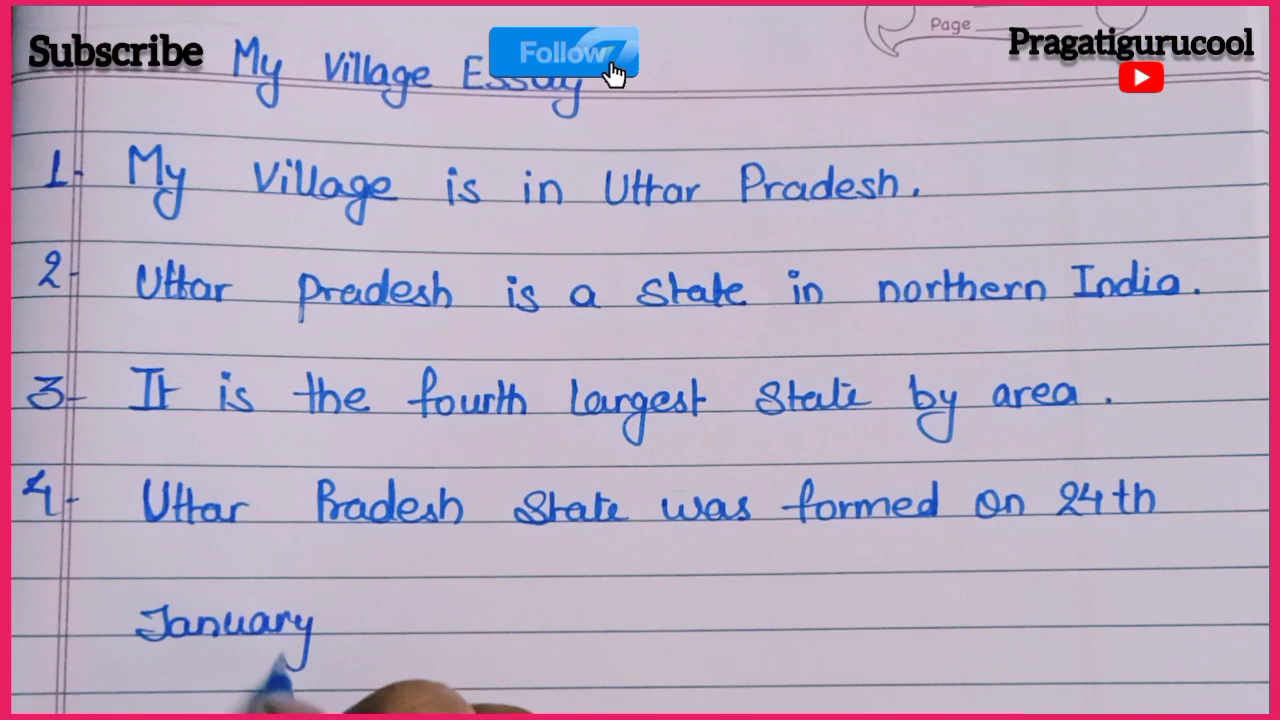 Page
Subscribe My Village Essay Follow Pragatigurucool
1- My Village is in Uttar Pradesh.
2- Uttar pradesh is a state in northern India.
3- It is the fourth largest state by area.
4- Uttar Pradesh state was formed on 24th
January